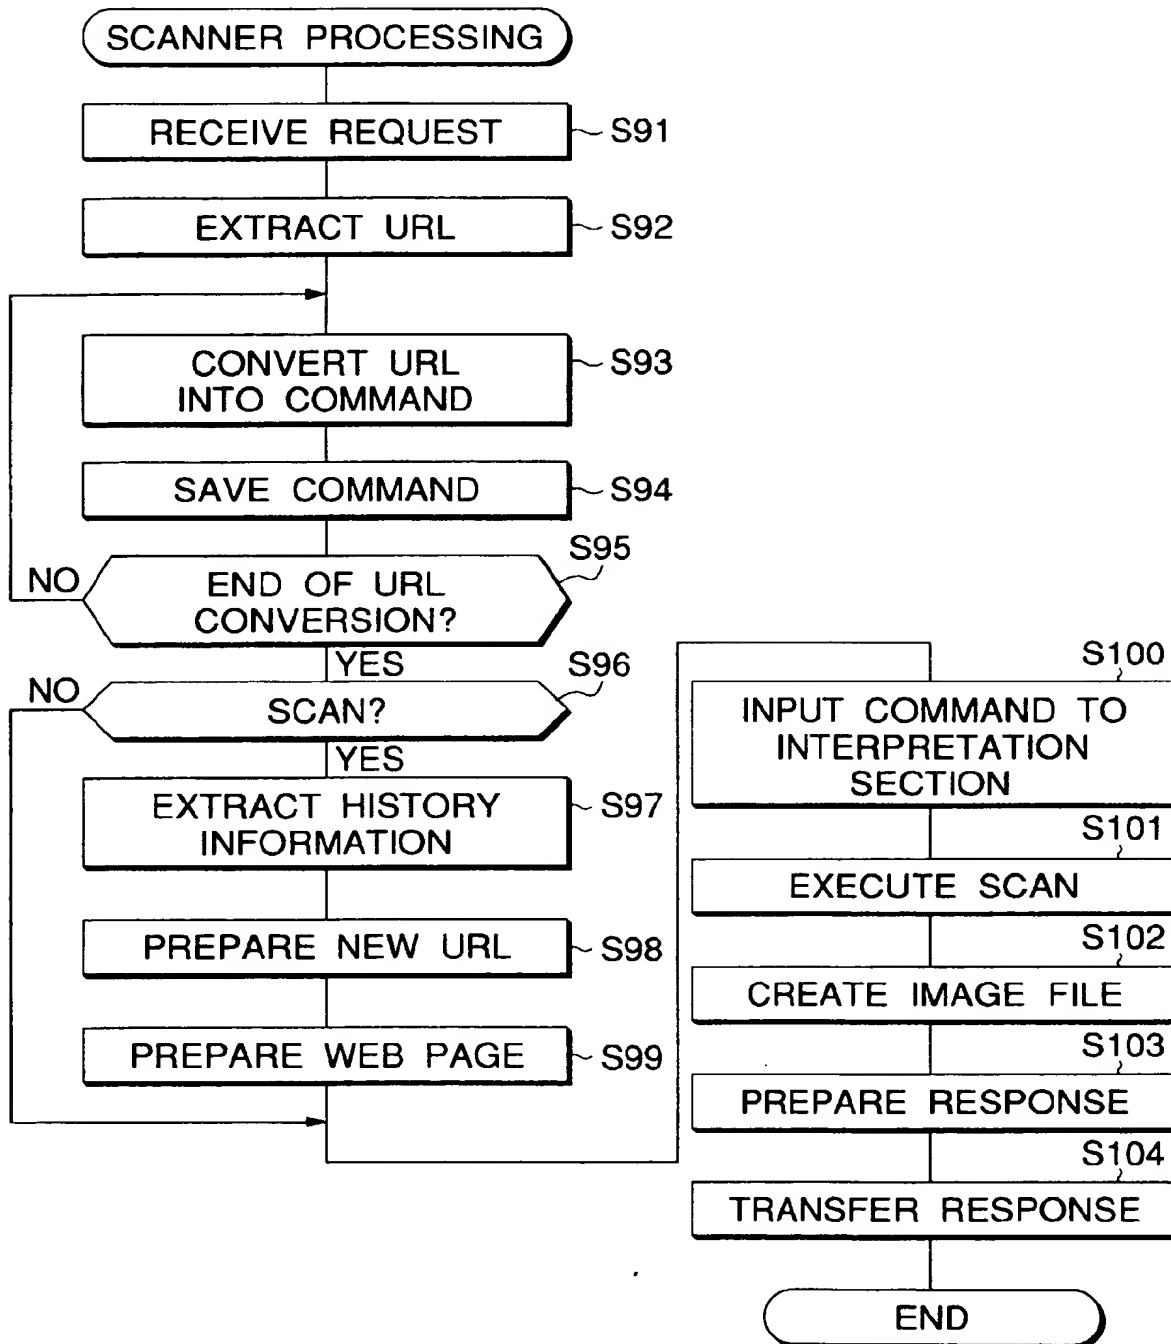 SCANNER PROCESSING
RECEIVE REQUEST
S91
EXTRACT URL
S92
CONVERT URL
INTO COMMAND
S93
SAVE COMMAND
S94
S95
NO
END OF URL
CONVERSION?
YES
S96
NO
SCAN?
YES
EXTRACT HISTORY
INFORMATION
S97
PREPARE NEW URL
S98
PREPARE WEB PAGE
S99
S100
INPUT COMMAND TO
INTERPRETATION
SECTION
S101
EXECUTE SCAN
S102
CREATE IMAGE FILE
S103
PREPARE RESPONSE
S104
TRANSFER RESPONSE
END